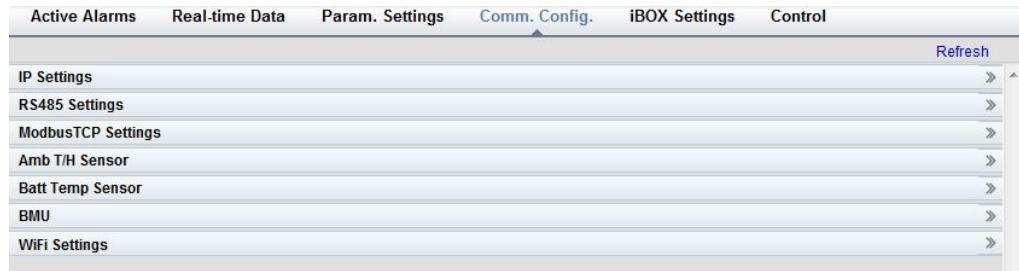 Active Alarms Real-time Data Param. Settings Comm. Config. iBOX Settings Control
Refresh
IP Settings
RS485 Settings
ModbusTCP Settings
Amb T/H Sensor
Batt Temp Sensor
BMU
WiFi Settings